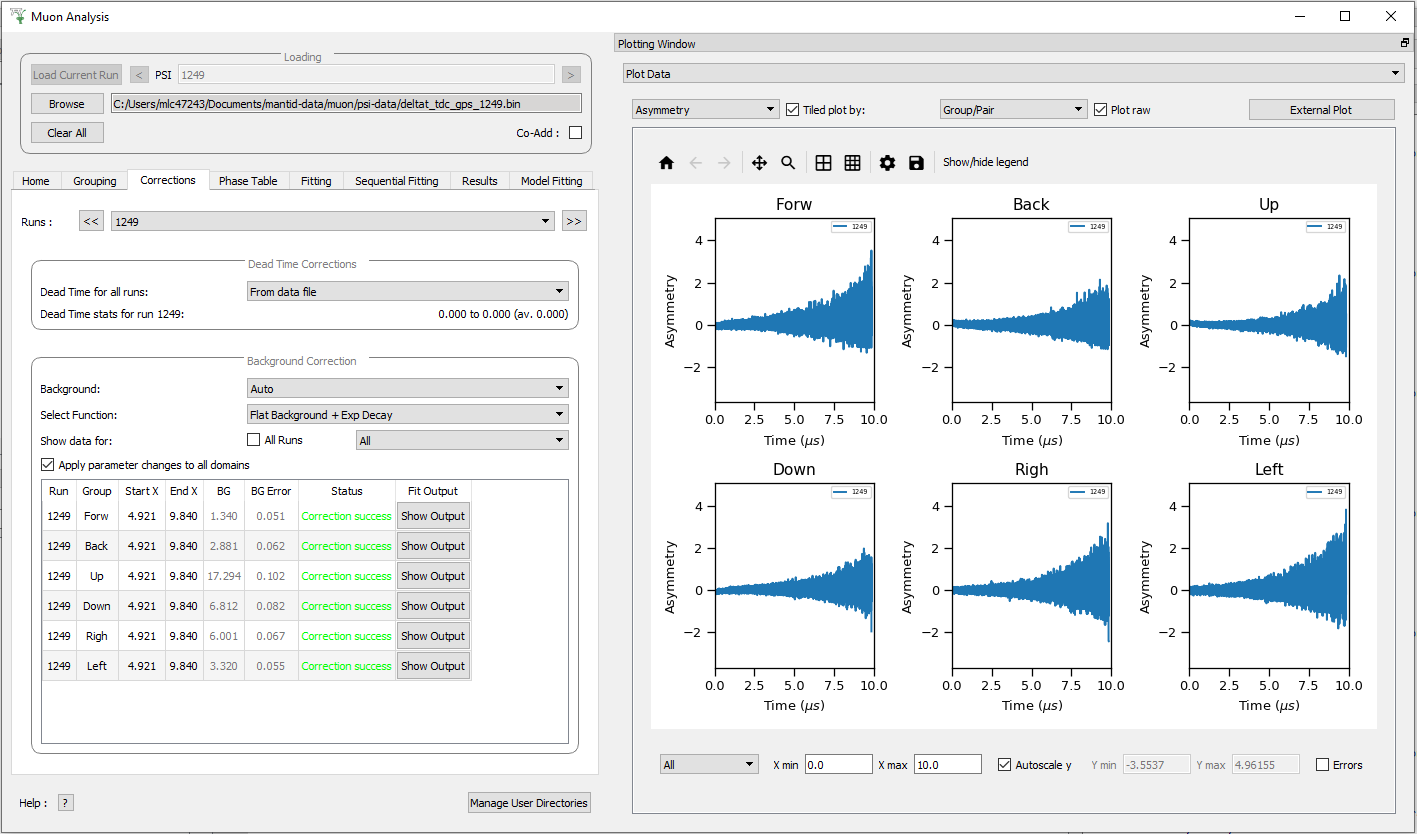 Muon Analysis
Loading
Load Current Run < PSI 1249 >
Browse C:/Users/mlc47243/Documents/mantid-data/muon/psi-data/deltat_tdc_gps_1249.bin
Clear All Co-Add :
Home Grouping Corrections Phase Table Fitting Sequential Fitting Results Model Fitting
Runs : << 1249 >>
Dead Time Corrections
Dead Time for all runs: From data file
Dead Time stats for run 1249: 0.000 to 0.000 (av. 0.000)
Background Correction
Background: Auto
Select Function: Flat Background + Exp Decay
Show data for: All Runs All
Apply parameter changes to all domains
Run Group Start X End X BG BG Error Status Fit Output
1249 Forw 4.921 9.840 1.340 0.051 Correction success Show Output
1249 Back 4.921 9.840 2.881 0.062 Correction success Show Output
1249 Up 4.921 9.840 17.294 0.102 Correction success Show Output
1249 Down 4.921 9.840 6.812 0.082 Correction success Show Output
1249 Righ 4.921 9.840 6.001 0.067 Correction success Show Output
1249 Left 4.921 9.840 3.320 0.055 Correction success Show Output
Help : ? Manage User Directories
Plotting Window
Plot Data
Asymmetry Tiled plot by: Group/Pair Plot raw External Plot
Show/hide legend
Forw
1249
Asymmetry
4
2
0
−2
0.0 2.5 5.0 7.5 10.0
Time (μs)
Back
1249
Asymmetry
4
2
0
−2
0.0 2.5 5.0 7.5 10.0
Time (μs)
Up
1249
Asymmetry
4
2
0
−2
0.0 2.5 5.0 7.5 10.0
Time (μs)
Down
1249
Asymmetry
4
2
0
−2
0.0 2.5 5.0 7.5 10.0
Time (μs)
Righ
1249
Asymmetry
4
2
0
−2
0.0 2.5 5.0 7.5 10.0
Time (μs)
Left
1249
Asymmetry
4
2
0
−2
0.0 2.5 5.0 7.5 10.0
Time (μs)
All X min 0.0 X max 10.0 Autoscale y Y min -3.5537 Y max 4.96155 Errors